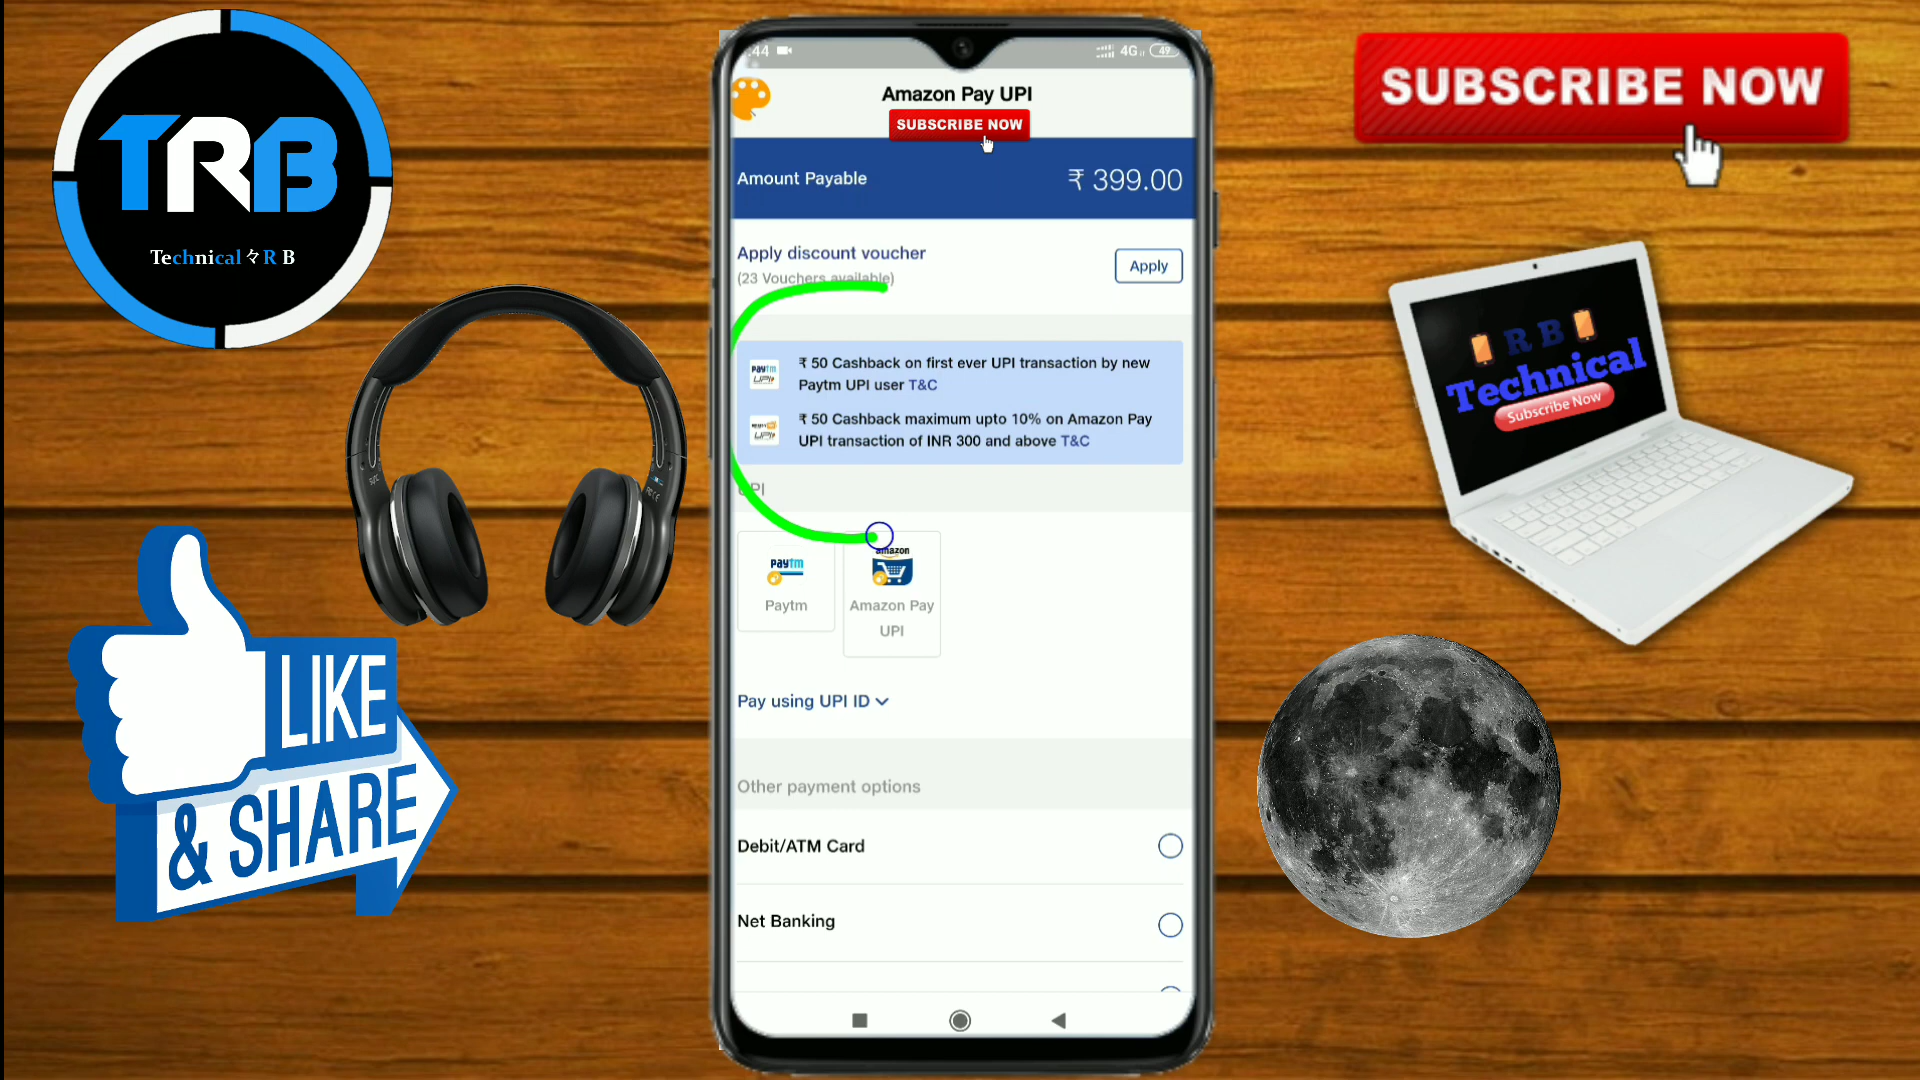 TRB
Technical々R B
LIKE
& SHARE
44
4G
49
Amazon Pay UPI
SUBSCRIBE NOW
Amount Payable
₹ 399.00
Apply discount voucher
(23 Vouchers available)
Apply
₹ 50 Cashback on first ever UPI transaction by new
Paytm UPI user T&C
₹ 50 Cashback maximum upto 10% on Amazon Pay
UPI transaction of INR 300 and above T&C
UPI
paytm
Paytm
amazon
Amazon Pay
UPI
Pay using UPI ID
Other payment options
Debit/ATM Card
Net Banking
SUBSCRIBE NOW
R B
Technical
Subscribe Now